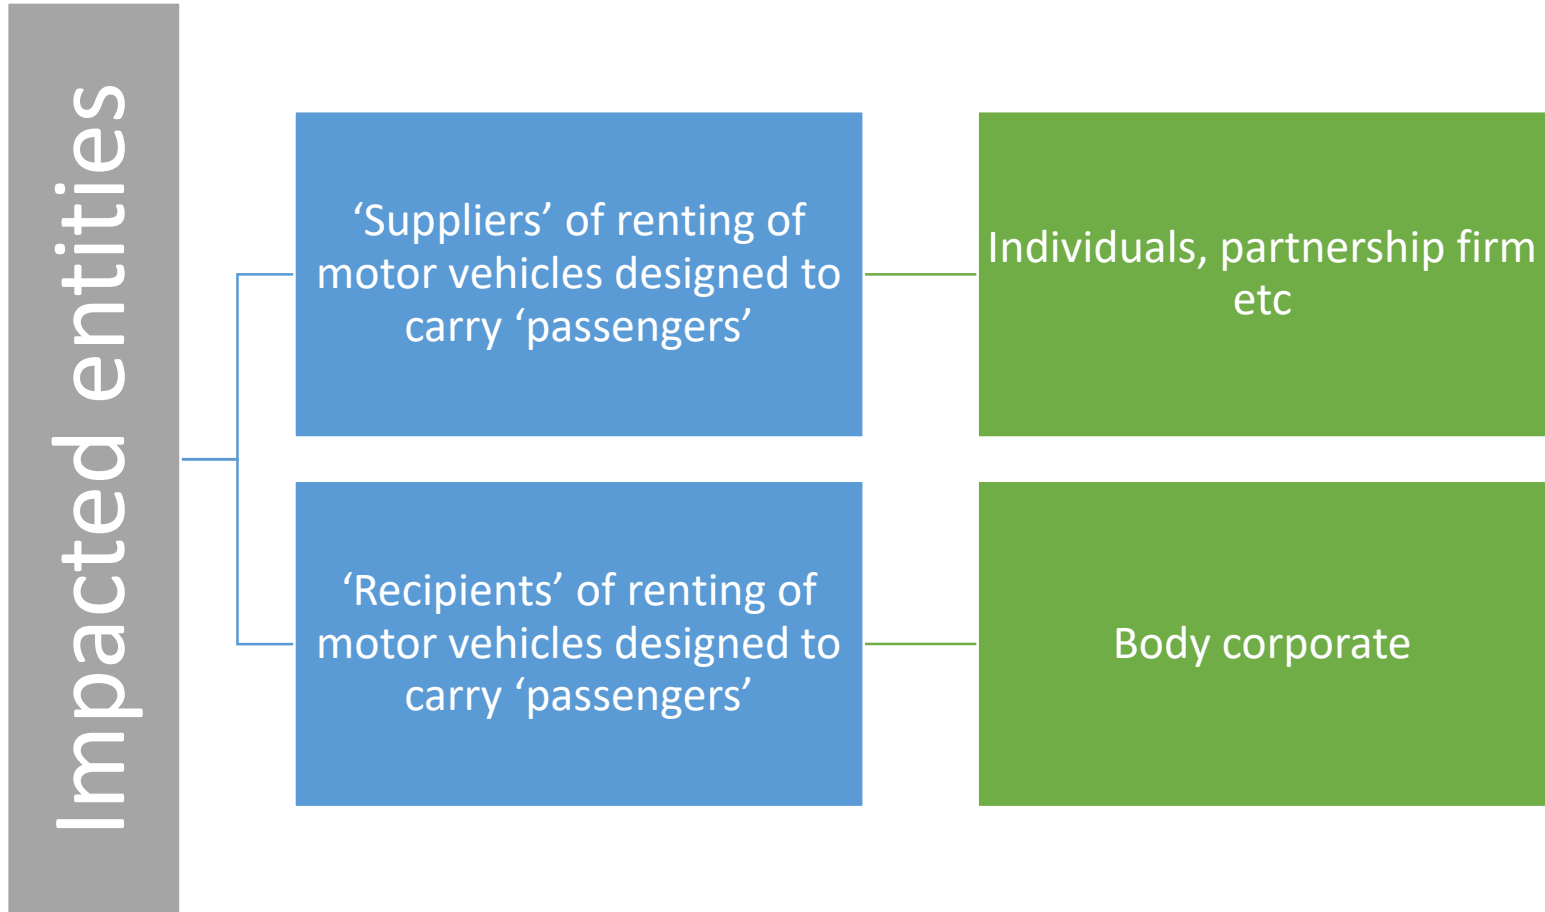 Impacted entities
‘Suppliers’ of renting of
motor vehicles designed to
carry ‘passengers’
Individuals, partnership firm
etc
‘Recipients’ of renting of
motor vehicles designed to
carry ‘passengers’
Body corporate